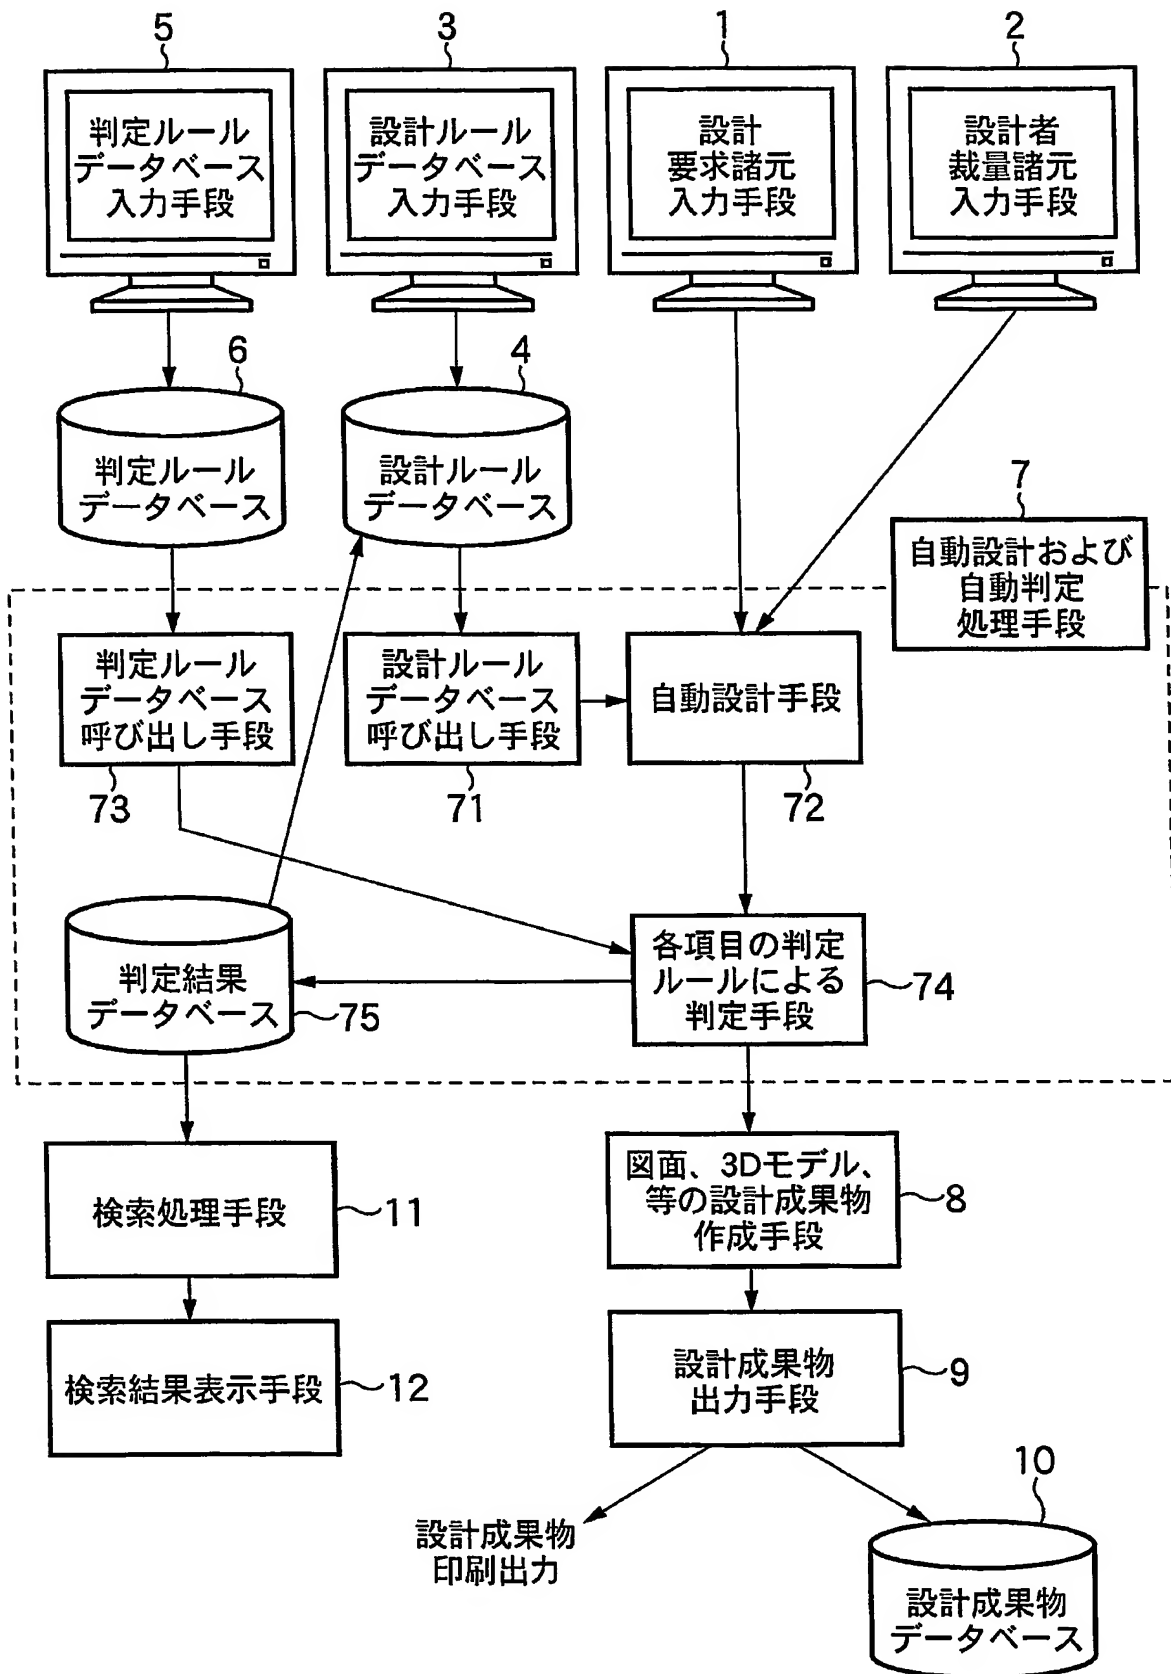 5
3
1
2
判定ルール
データベース
入力手段
設計ルール
データベース
入力手段
設計
要求諸元
入力手段
設計者
裁量諸元
入力手段
6
4
判定ルール
データベース
設計ルール
データベース
7
自動設計および
自動判定
処理手段
判定ルール
データベース
呼び出し手段
設計ルール
データベース
呼び出し手段
自動設計手段
73
71
72
判定結果
データベース
75
各項目の判定
ルールによる
判定手段
74
検索処理手段
11
図面、3Dモデル、
等の設計成果物
作成手段
8
検索結果表示手段
12
設計成果物
出力手段
9
設計成果物
印刷出力
10
設計成果物
データベース